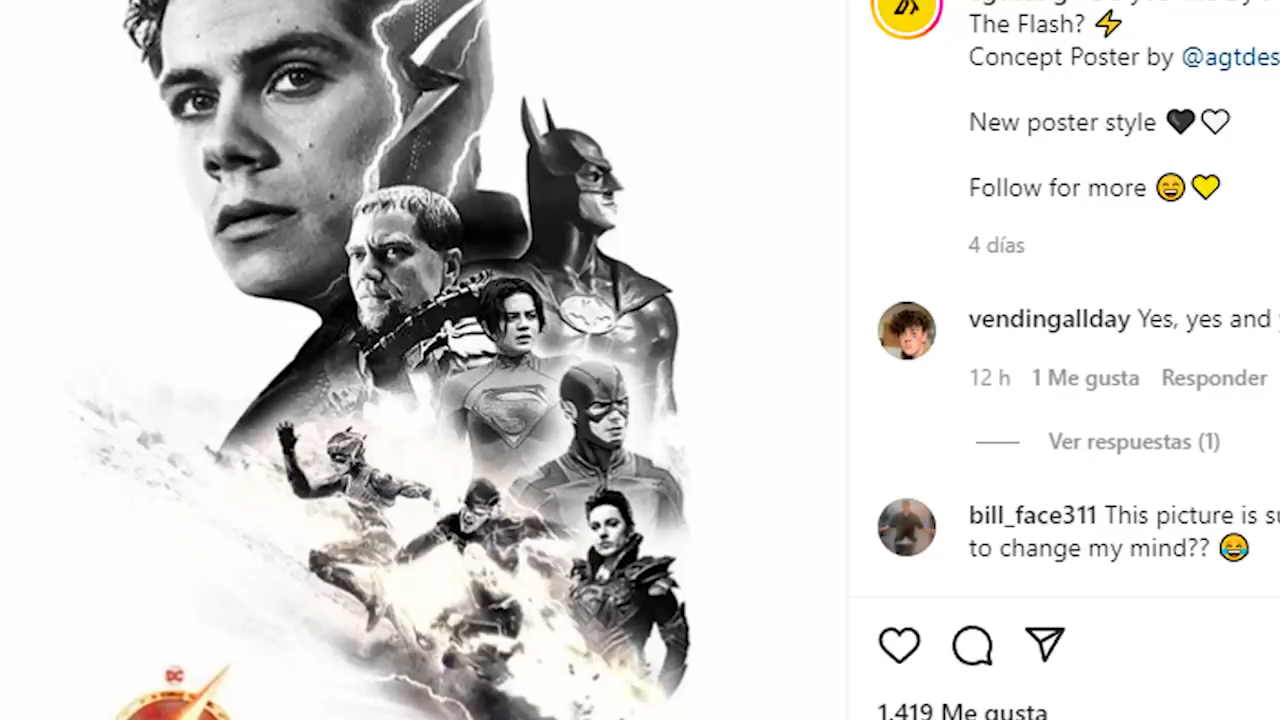 The Flash? ⚡
Concept Poster by @agtdes
New poster style 🖤🤍
Follow for more 😄💛
4 días
vendingallday Yes, yes and
12 h 1 Me gusta Responder
Ver respuestas (1)
bill_face311 This picture is su
to change my mind?? 😂
1.419 Me gusta
DC